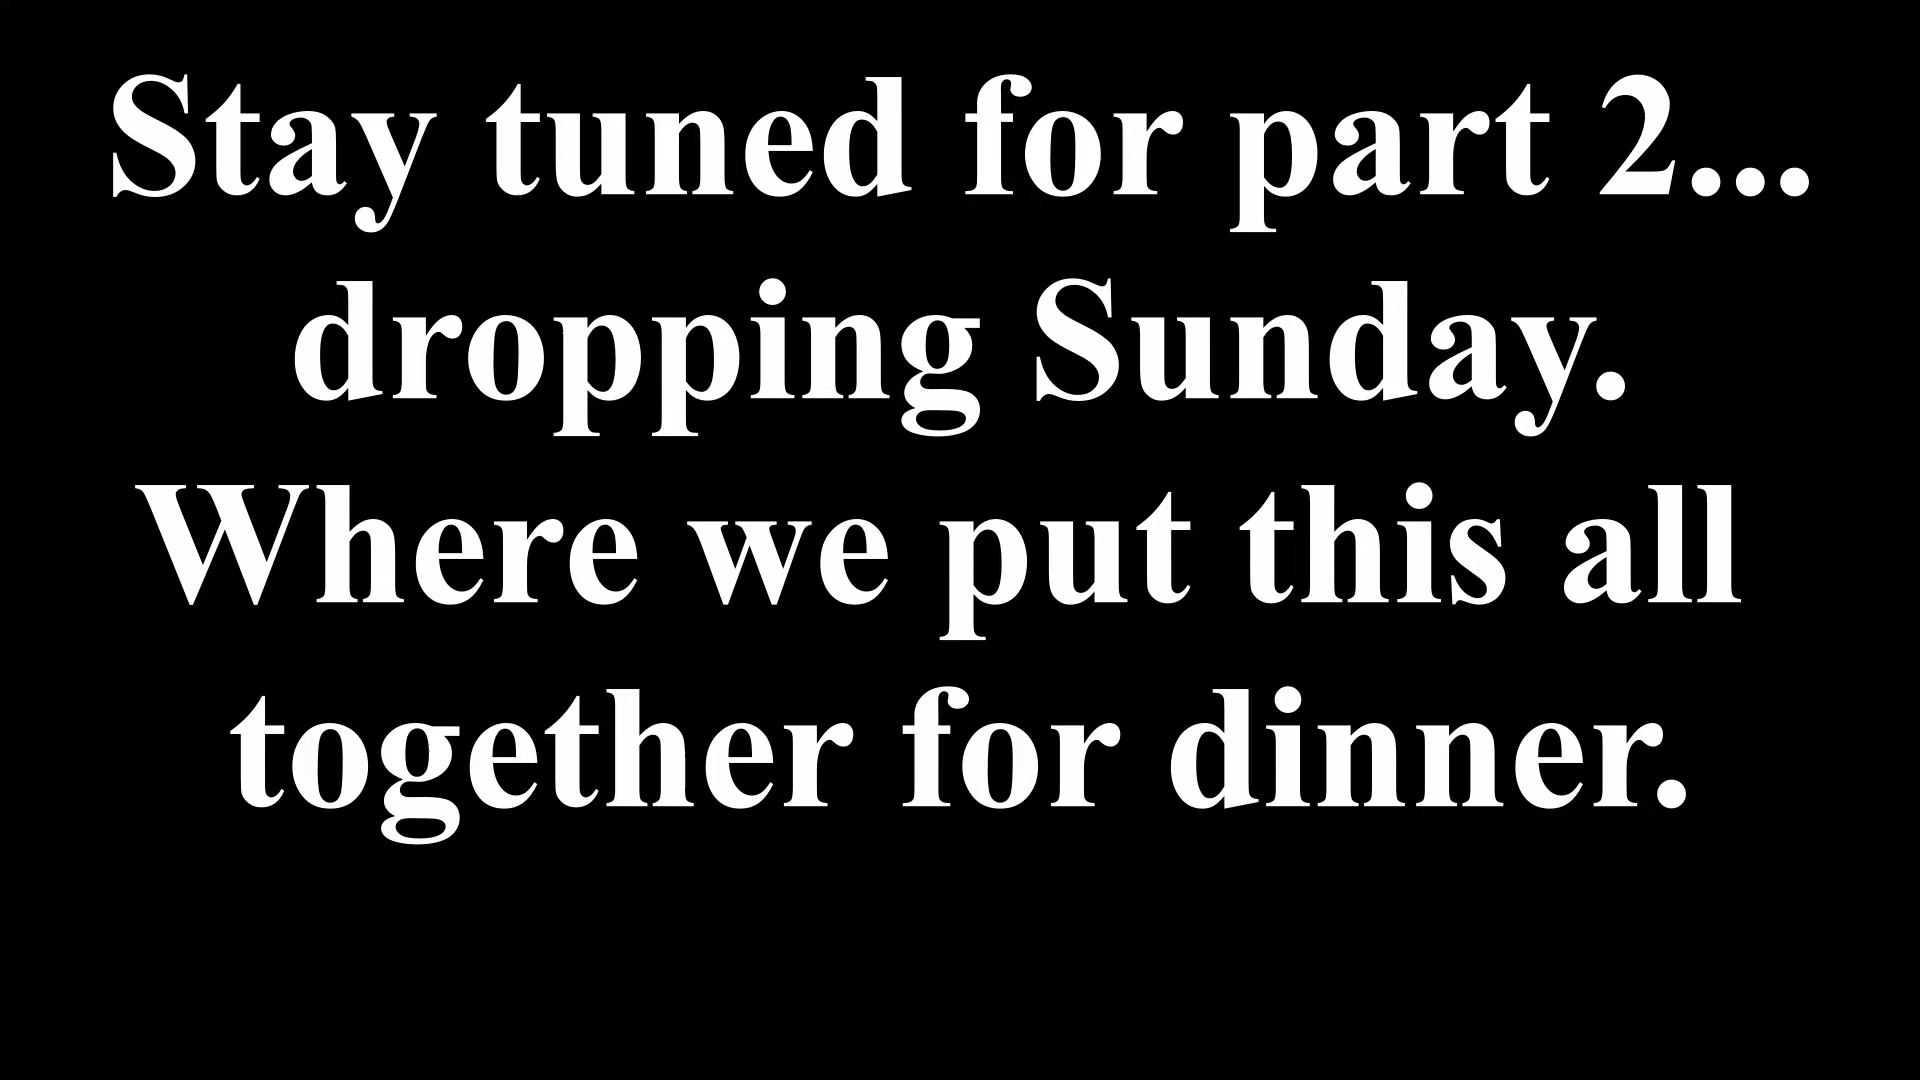 Stay tuned for part 2...
dropping Sunday.
Where we put this all
together for dinner.